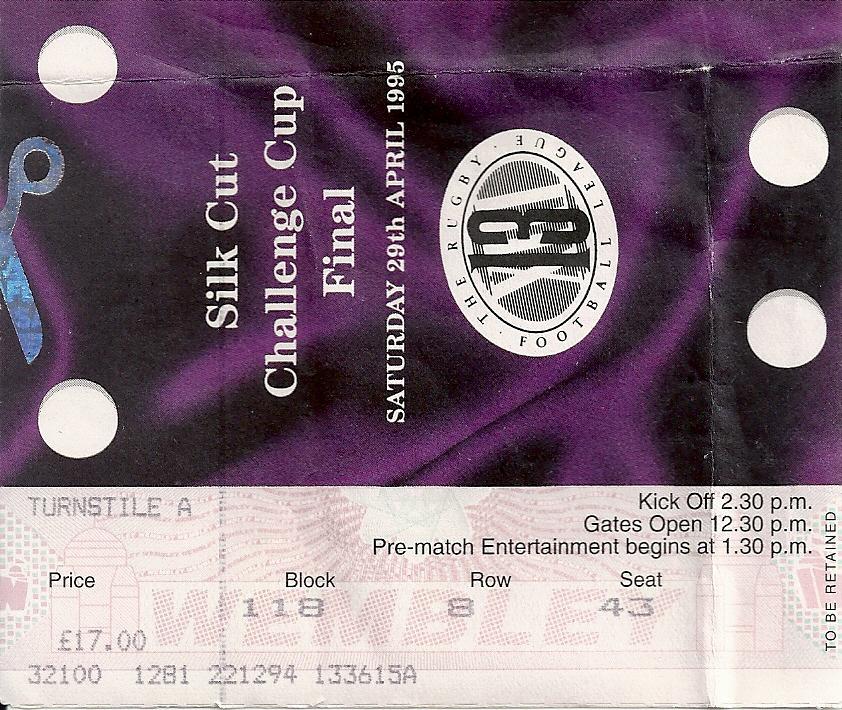 Silk Cut
Challenge Cup
Final
SATURDAY 29th APRIL 1995
· THE RUGBY · FOOTBALL LEAGUE
XIII
13
TURNSTILE A
Kick Off 2.30 p.m.
Gates Open 12.30 p.m.
Pre-match Entertainment begins at 1.30 p.m.
Price Block Row Seat
118 8 43
WEMBLEY
£17.00
32100 1281 221294 133615A
TO BE RETAINED